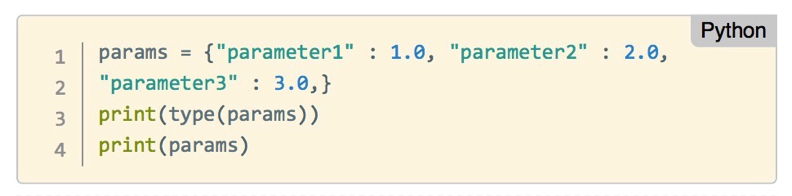 Python
1 params = {"parameter1" : 1.0, "parameter2" : 2.0,
2 "parameter3" : 3.0,}
3 print(type(params))
4 print(params)